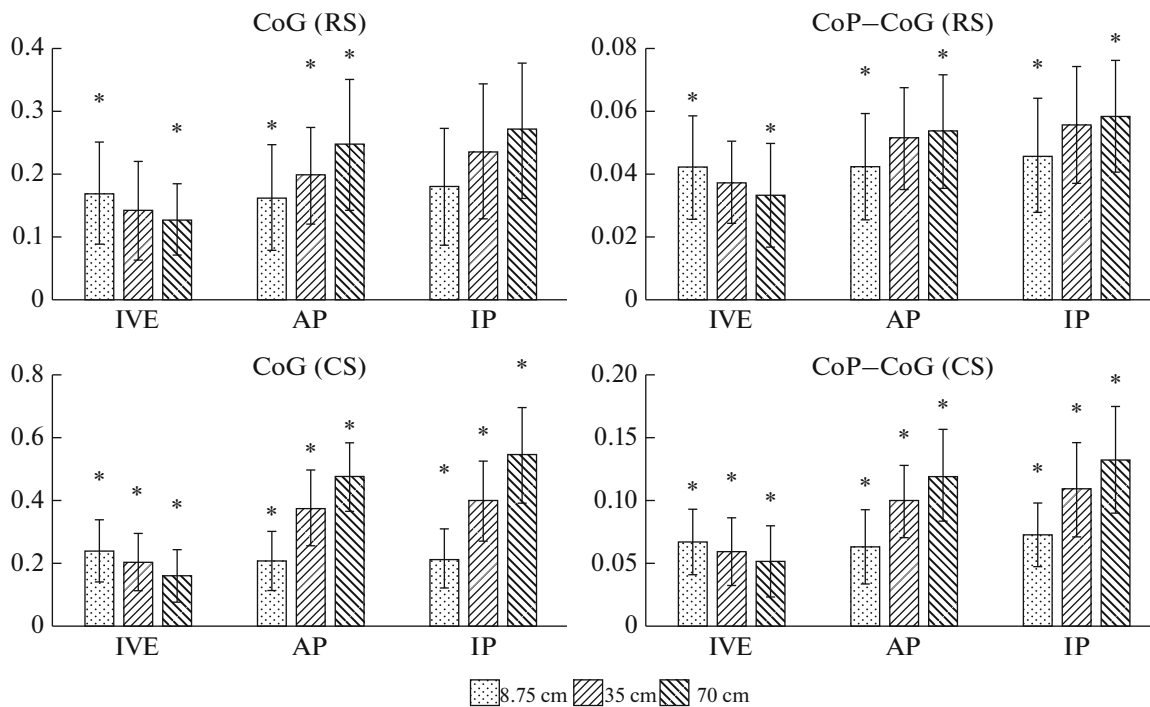 CoG (RS)
0.4
0.3
0.2
0.1
0
* * * * *
IVE AP IP
CoP–CoG (RS)
0.08
0.06
0.04
0.02
0
* * * * * *
IVE AP IP
CoG (CS)
0.8
0.6
0.4
0.2
0
* * * * * * * * *
IVE AP IP
CoP–CoG (CS)
0.20
0.15
0.10
0.05
0
* * * * * * * * *
IVE AP IP
8.75 cm 35 cm 70 cm